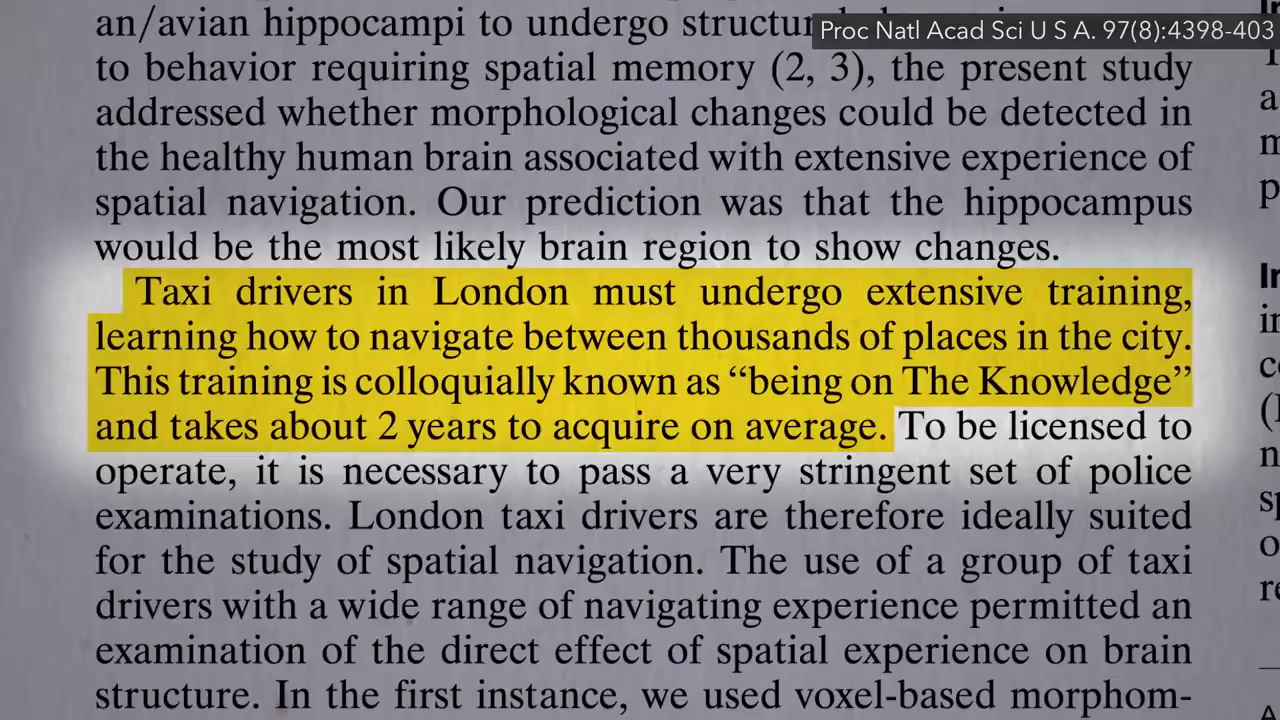 an/avian hippocampi to undergo
Proc Natl Acad Sci U S A. 97(8):4398-403
to behavior requiring spatial memory (2, 3), the present study
addressed whether morphological changes could be detected in
the healthy human brain associated with extensive experience of
spatial navigation. Our prediction was that the hippocampus
would be the most likely brain region to show changes.
Taxi drivers in London must undergo extensive training,
learning how to navigate between thousands of places in the city.
This training is colloquially known as “being on The Knowledge”
and takes about 2 years to acquire on average. To be licensed to
operate, it is necessary to pass a very stringent set of police
examinations. London taxi drivers are therefore ideally suited
for the study of spatial navigation. The use of a group of taxi
drivers with a wide range of navigating experience permitted an
examination of the direct effect of spatial experience on brain
structure. In the first instance, we used voxel-based morphom-